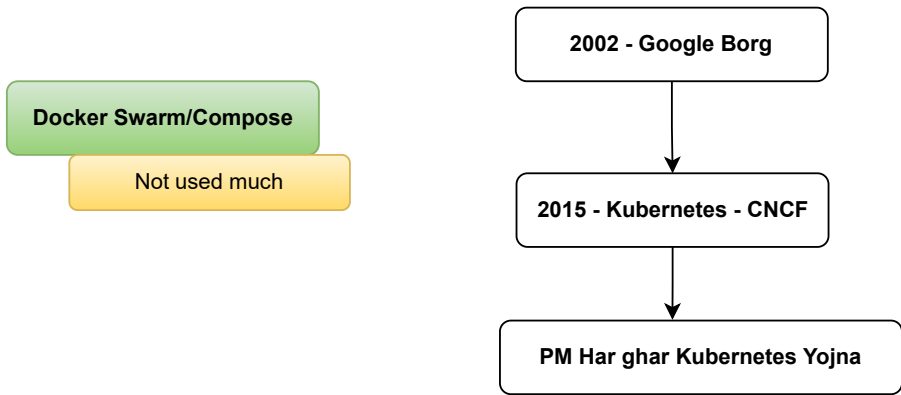 Docker Swarm/Compose
Not used much
2002 - Google Borg
2015 - Kubernetes - CNCF
PM Har ghar Kubernetes Yojna